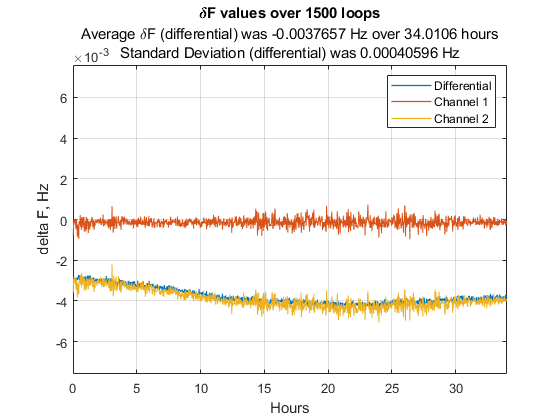 δF values over 1500 loops
Average δF (differential) was -0.0037657 Hz over 34.0106 hours
Standard Deviation (differential) was 0.00040596 Hz
×10⁻³
Differential
Channel 1
Channel 2
6
4
2
0
-2
-4
-6
delta F, Hz
0 5 10 15 20 25 30
Hours